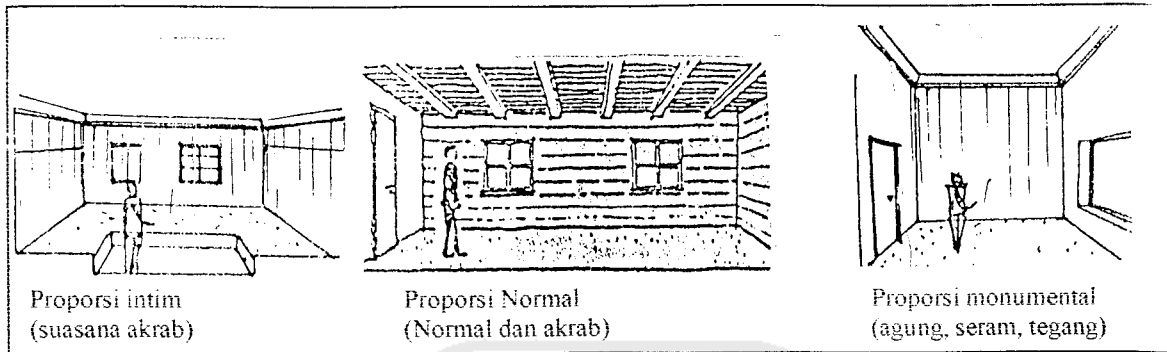 Proporsi intim
(suasana akrab)
Proporsi Normal
(Normal dan akrab)
Proporsi monumental
(agung, seram, tegang)